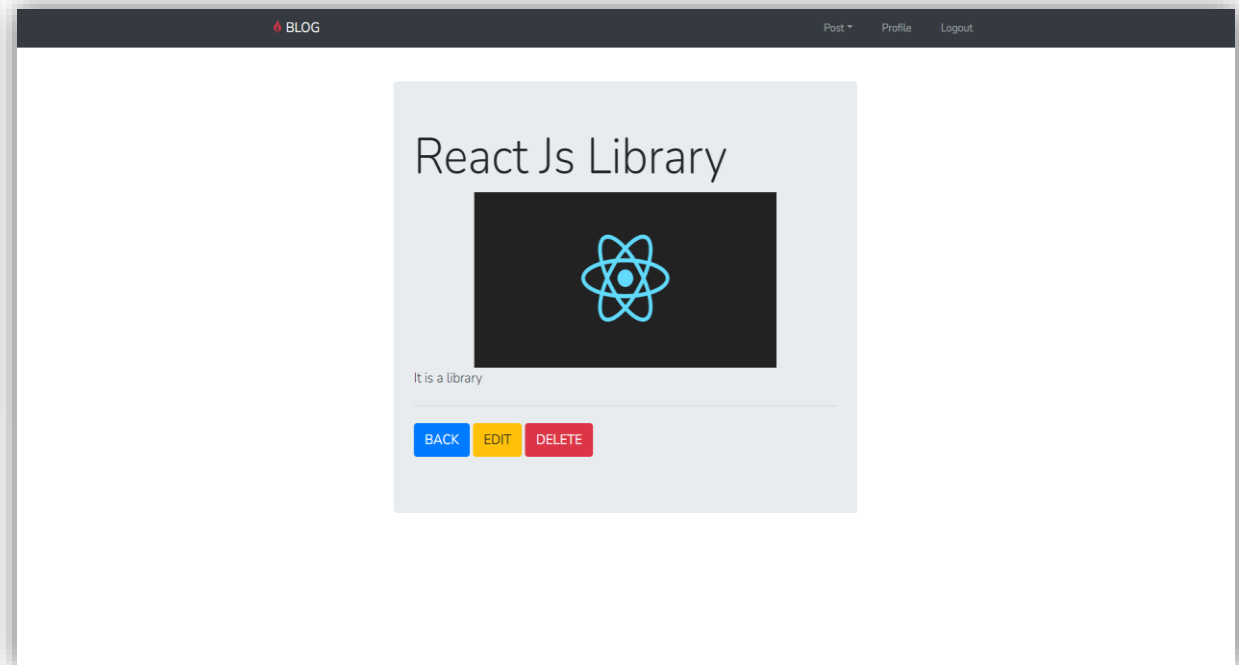 BLOG Post Profile Logout
React Js Library
It is a library
BACK EDIT DELETE